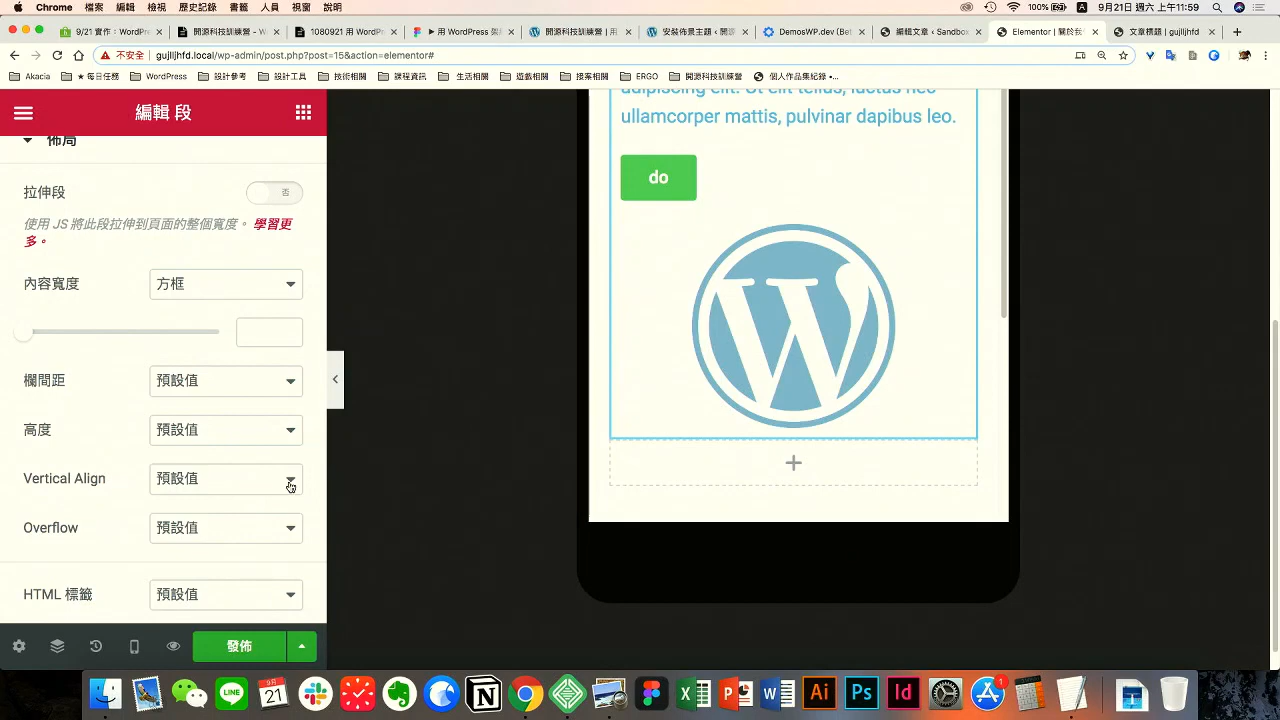 Chrome 檔案 編輯 檢視 歷史記錄 書籤 人員 視窗 說明
100% 9月21日 週六 上午11:59
9/21 實作：WordPr
開源科技訓練營 - W
1080921 用 WordP
用 WordPress 架
開源科技訓練營 | 用
安裝佈景主題 《開
DemosWP.dev (Bet
編輯文章 ‹ Sandbox
Elementor | 關於我
文章標題 | gujlljhfd
不安全 gujlljhfd.local/wp-admin/post.php?post=15&action=elementor#
Akacia ★ 每日任務 WordPress 設計參考 設計工具 技術相關 課程資訊 生活相關 遊戲相關 接案相關 ERGO 開源科技訓練營 個人作品集紀錄 •...
編輯 段
佈局
拉伸段 否
使用 JS 將此段拉伸到頁面的整個寬度。 學習更
多。
內容寬度 方框
欄間距 預設值
高度 預設值
Vertical Align 預設值
Overflow 預設值
HTML 標籤 預設值
發佈
adipiscing elit. Ut elit tellus, luctus nec
ullamcorper mattis, pulvinar dapibus leo.
do
+
LINE
9月
21
Ai
Ps
Id
1